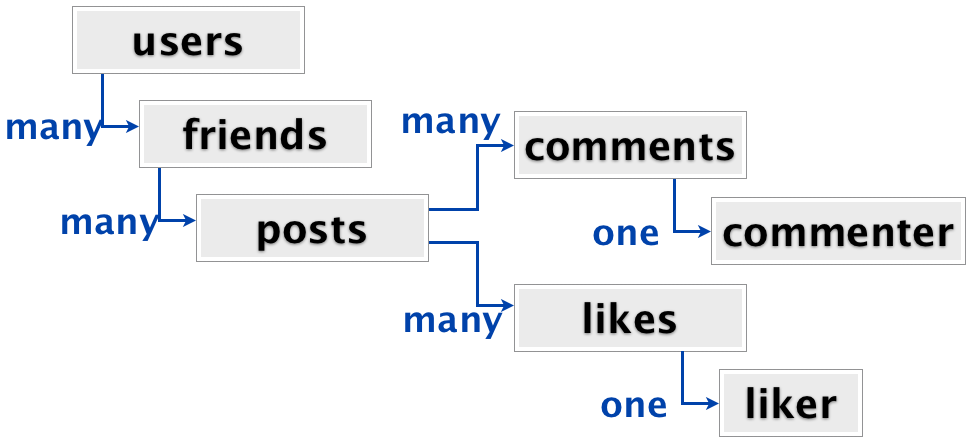 users
many
friends
many
posts
many
comments
one
commenter
many
likes
one
liker